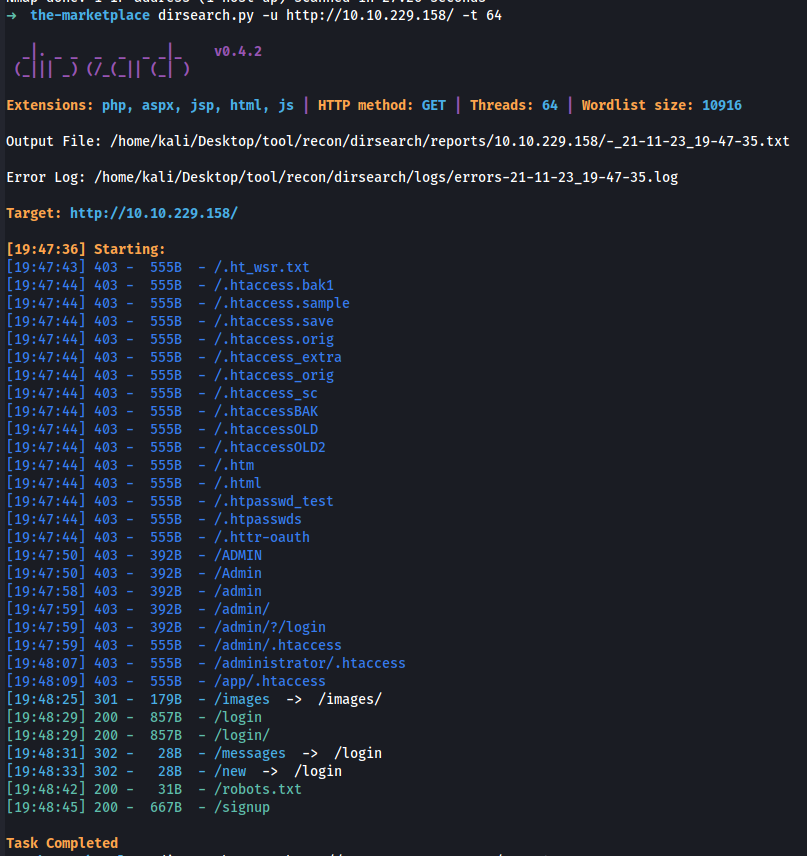 → the-marketplace dirsearch.py -u http://10.10.229.158/ -t 64
_|. _ _ _ _ _ _|_ v0.4.2
(_||| _) (/_(_|| (_| )
Extensions: php, aspx, jsp, html, js | HTTP method: GET | Threads: 64 | Wordlist size: 10916
Output File: /home/kali/Desktop/tool/recon/dirsearch/reports/10.10.229.158/-_21-11-23_19-47-35.txt
Error Log: /home/kali/Desktop/tool/recon/dirsearch/logs/errors-21-11-23_19-47-35.log
Target: http://10.10.229.158/
[19:47:36] Starting:
[19:47:43] 403 - 555B - /.ht_wsr.txt
[19:47:44] 403 - 555B - /.htaccess.bak1
[19:47:44] 403 - 555B - /.htaccess.sample
[19:47:44] 403 - 555B - /.htaccess.save
[19:47:44] 403 - 555B - /.htaccess.orig
[19:47:44] 403 - 555B - /.htaccess_extra
[19:47:44] 403 - 555B - /.htaccess_orig
[19:47:44] 403 - 555B - /.htaccess_sc
[19:47:44] 403 - 555B - /.htaccessBAK
[19:47:44] 403 - 555B - /.htaccessOLD
[19:47:44] 403 - 555B - /.htaccessOLD2
[19:47:44] 403 - 555B - /.htm
[19:47:44] 403 - 555B - /.html
[19:47:44] 403 - 555B - /.htpasswd_test
[19:47:44] 403 - 555B - /.htpasswds
[19:47:44] 403 - 555B - /.httr-oauth
[19:47:50] 403 - 392B - /ADMIN
[19:47:50] 403 - 392B - /Admin
[19:47:58] 403 - 392B - /admin
[19:47:59] 403 - 392B - /admin/
[19:47:59] 403 - 392B - /admin/?/login
[19:47:59] 403 - 555B - /admin/.htaccess
[19:48:07] 403 - 555B - /administrator/.htaccess
[19:48:09] 403 - 555B - /app/.htaccess
[19:48:25] 301 - 179B - /images -> /images/
[19:48:29] 200 - 857B - /login
[19:48:29] 200 - 857B - /login/
[19:48:31] 302 - 28B - /messages -> /login
[19:48:33] 302 - 28B - /new -> /login
[19:48:42] 200 - 31B - /robots.txt
[19:48:45] 200 - 667B - /signup
Task Completed